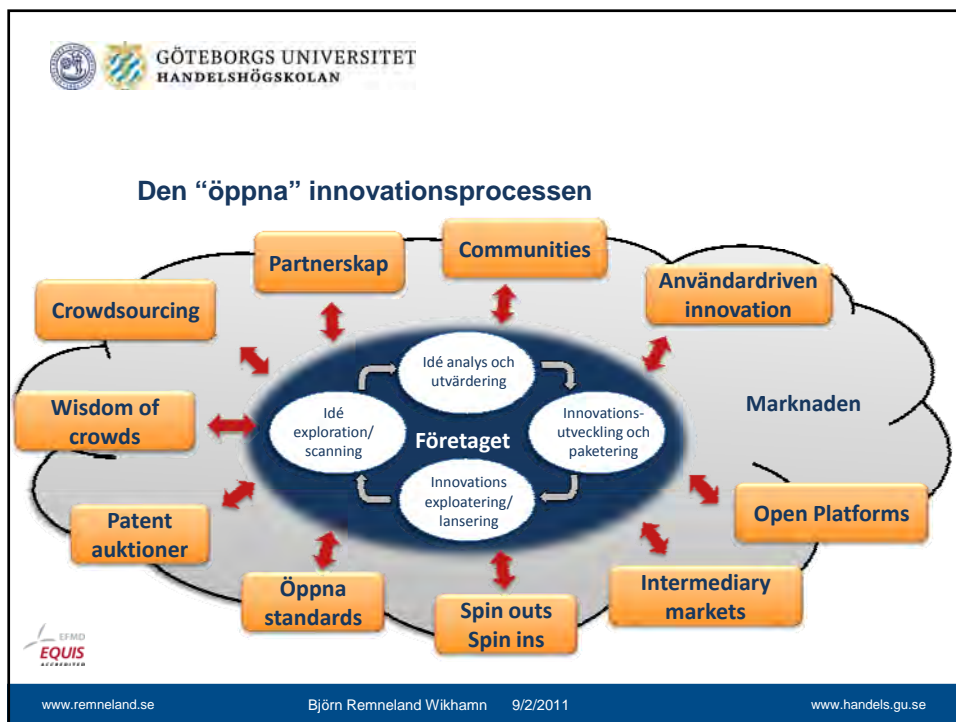 GÖTEBORGS UNIVERSITET
HANDELSHÖGSKOLAN
Den “öppna” innovationsprocessen
Communities
Partnerskap
Användardriven
innovation
Crowdsourcing
Idé analys och
utvärdering
Wisdom of
crowds
Idé
exploration/
scanning
Företaget
Innovations-
utveckling och
paketering
Marknaden
Innovations
exploatering/
lansering
Patent
auktioner
Open Platforms
Öppna
standards
Spin outs
Spin ins
Intermediary
markets
EFMD
EQUIS
ACCREDITED
www.remneland.se
Björn Remneland Wikhamn 9/2/2011
www.handels.gu.se